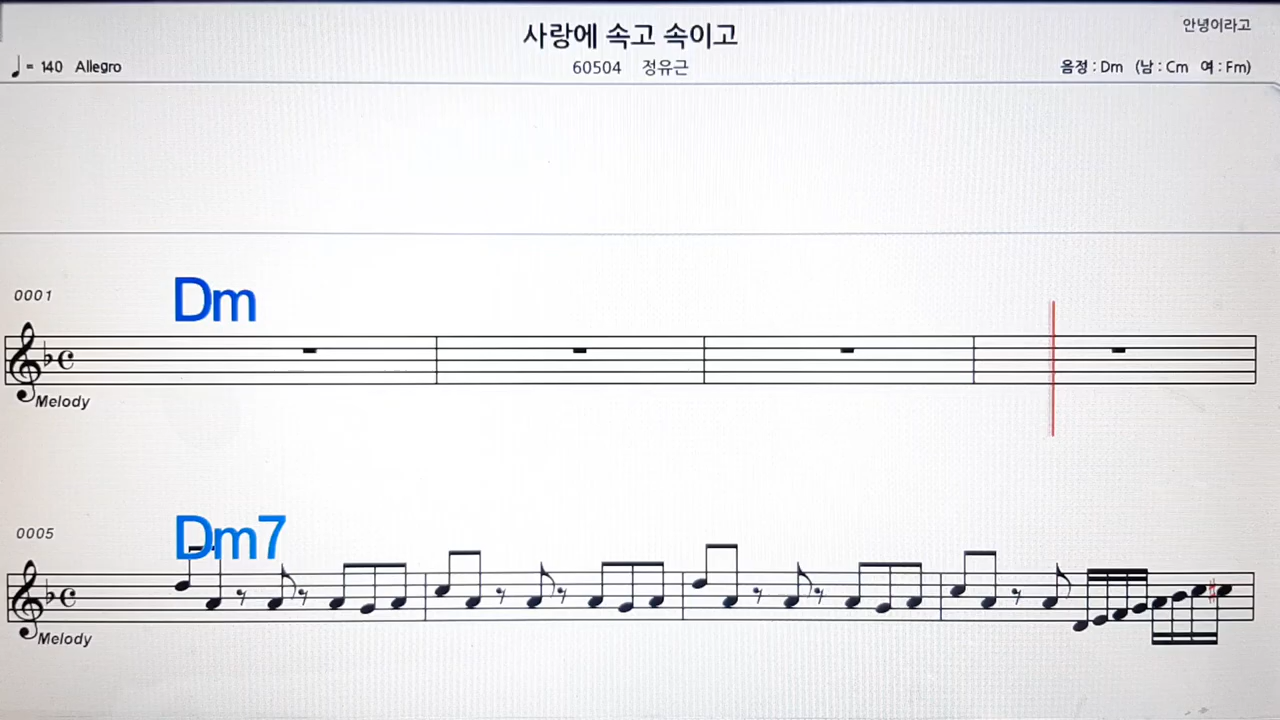 사랑에 속고 속이고
안녕이라고
♩= 140 Allegro
60504 정유근
음정 : Dm (남 : Cm 여 : Fm)
0001
Dm
Melody
0005
Dm7
Melody